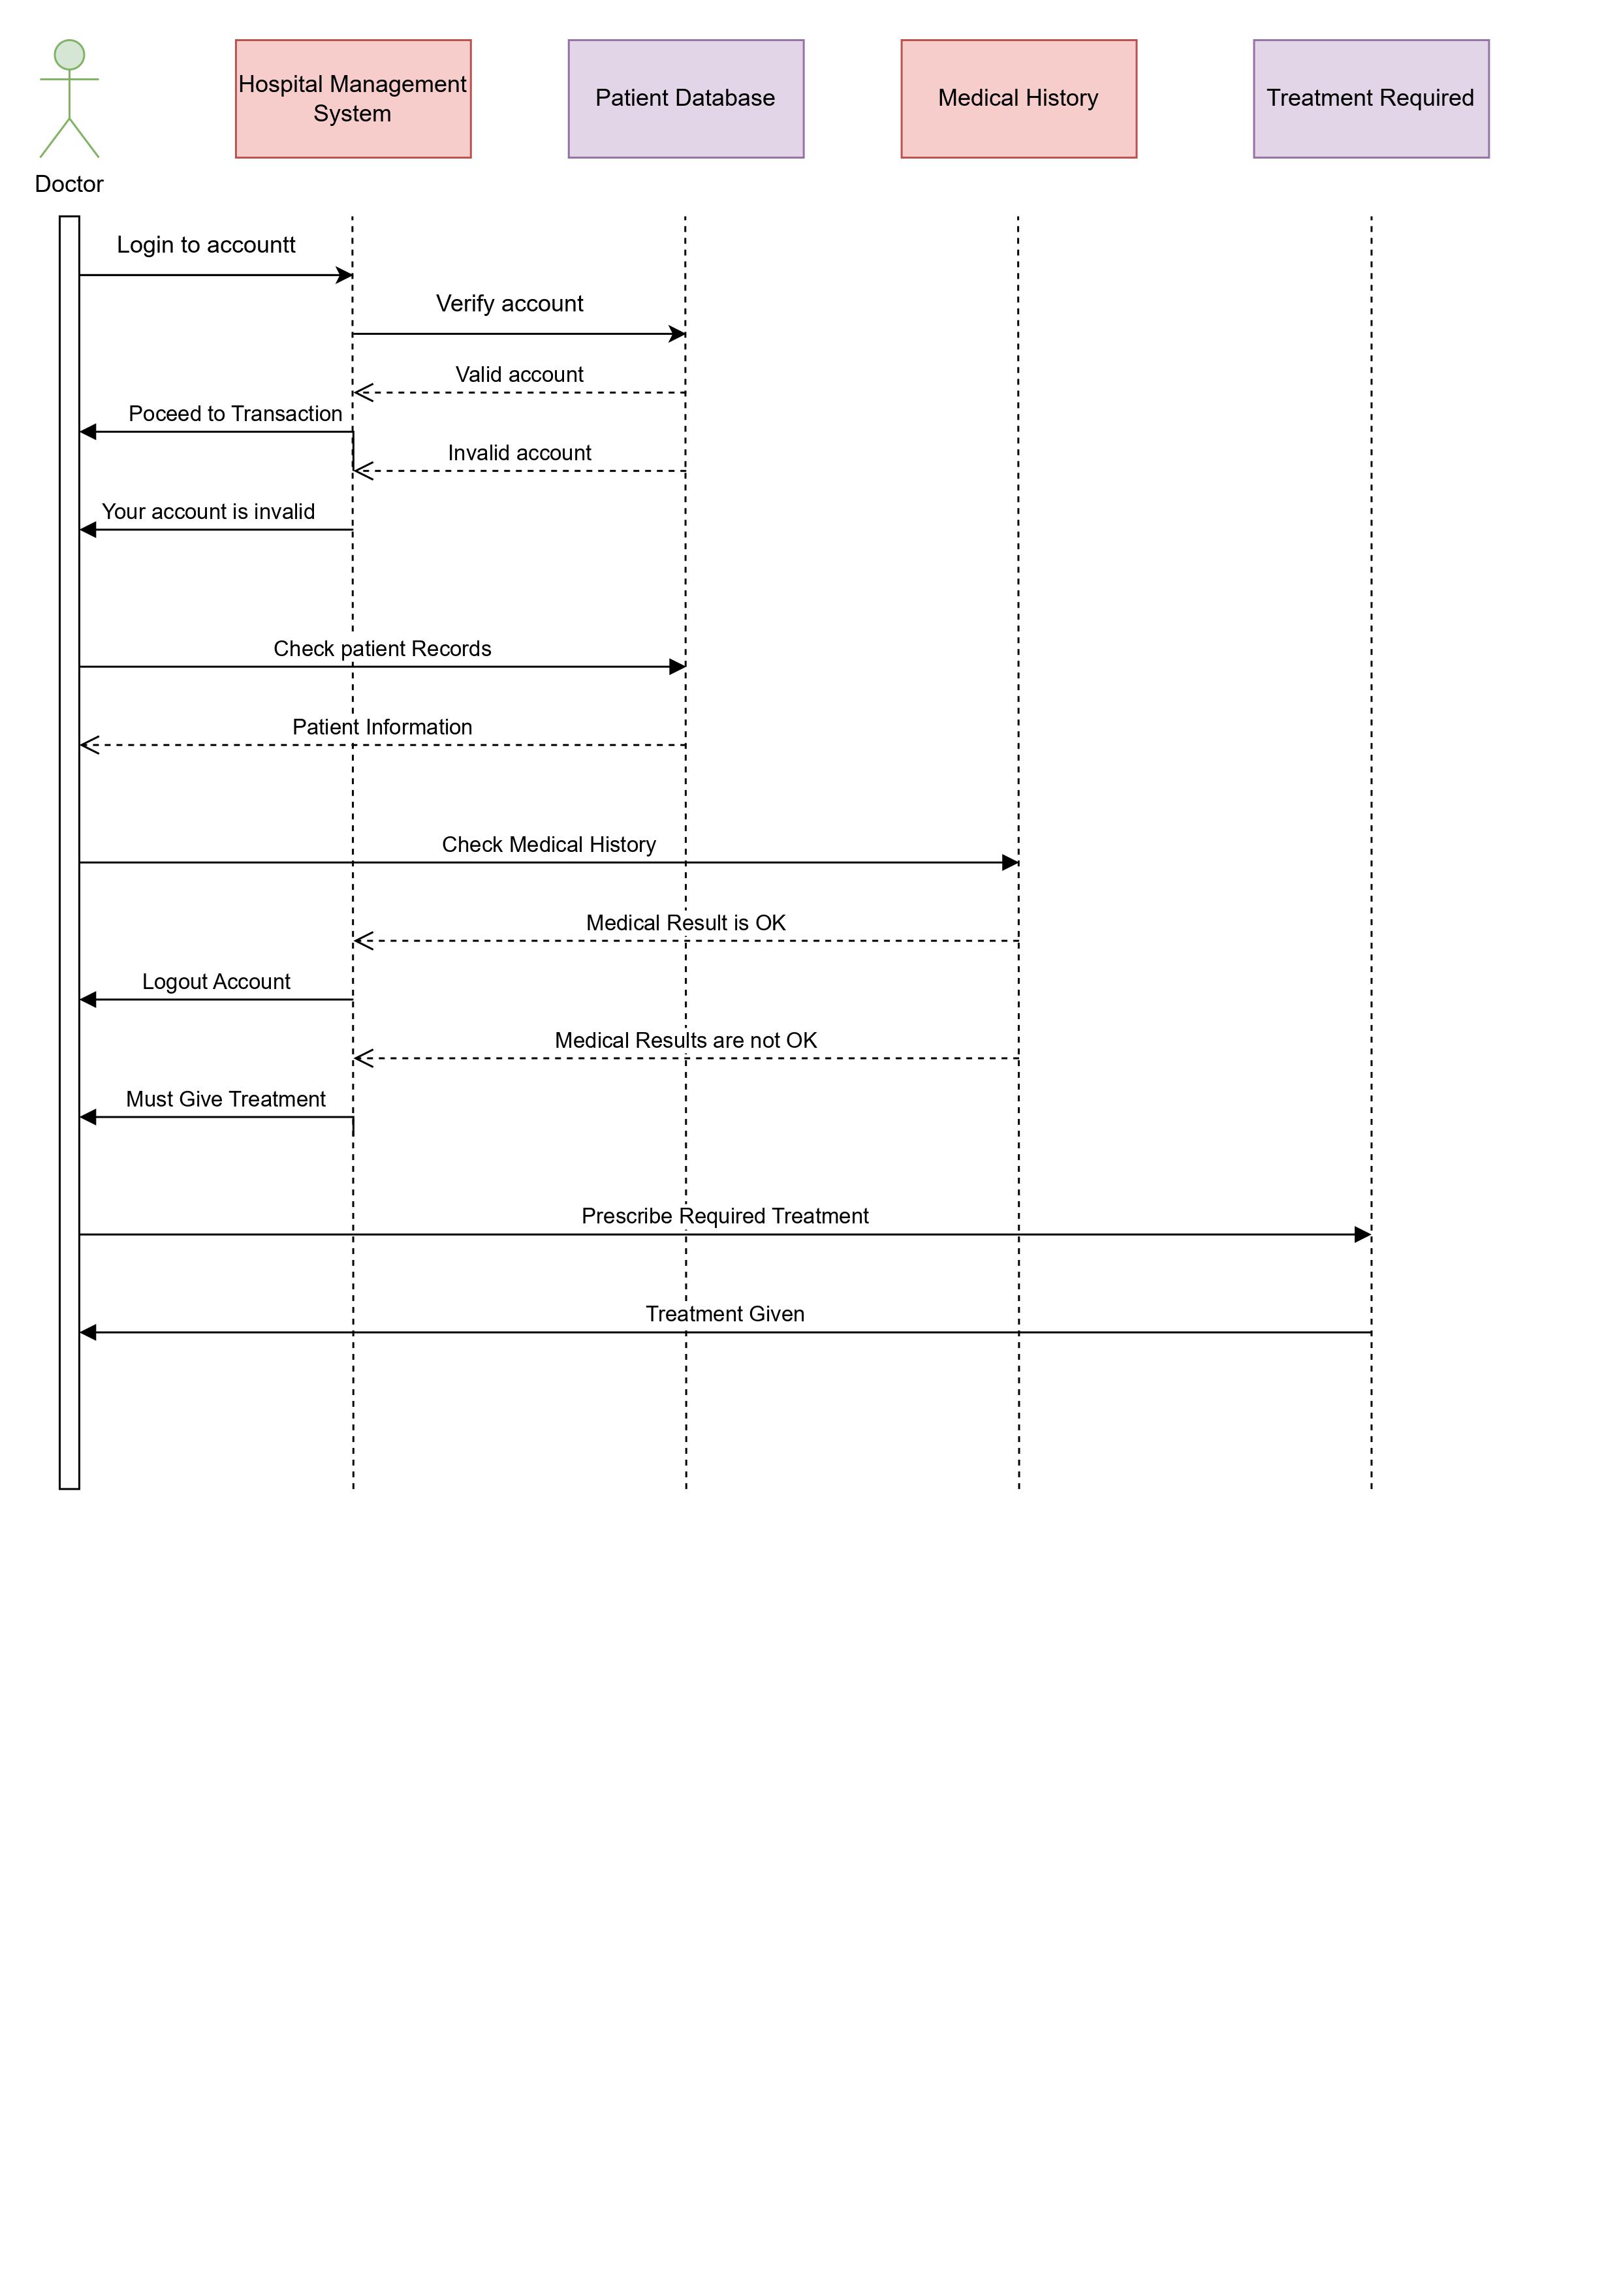 Hospital Management
System
Patient Database
Medical History
Treatment Required
Doctor
Login to accountt
Verify account
Valid account
Poceed to Transaction
Invalid account
Your account is invalid
Check patient Records
Patient Information
Check Medical History
Medical Result is OK
Logout Account
Medical Results are not OK
Must Give Treatment
Prescribe Required Treatment
Treatment Given